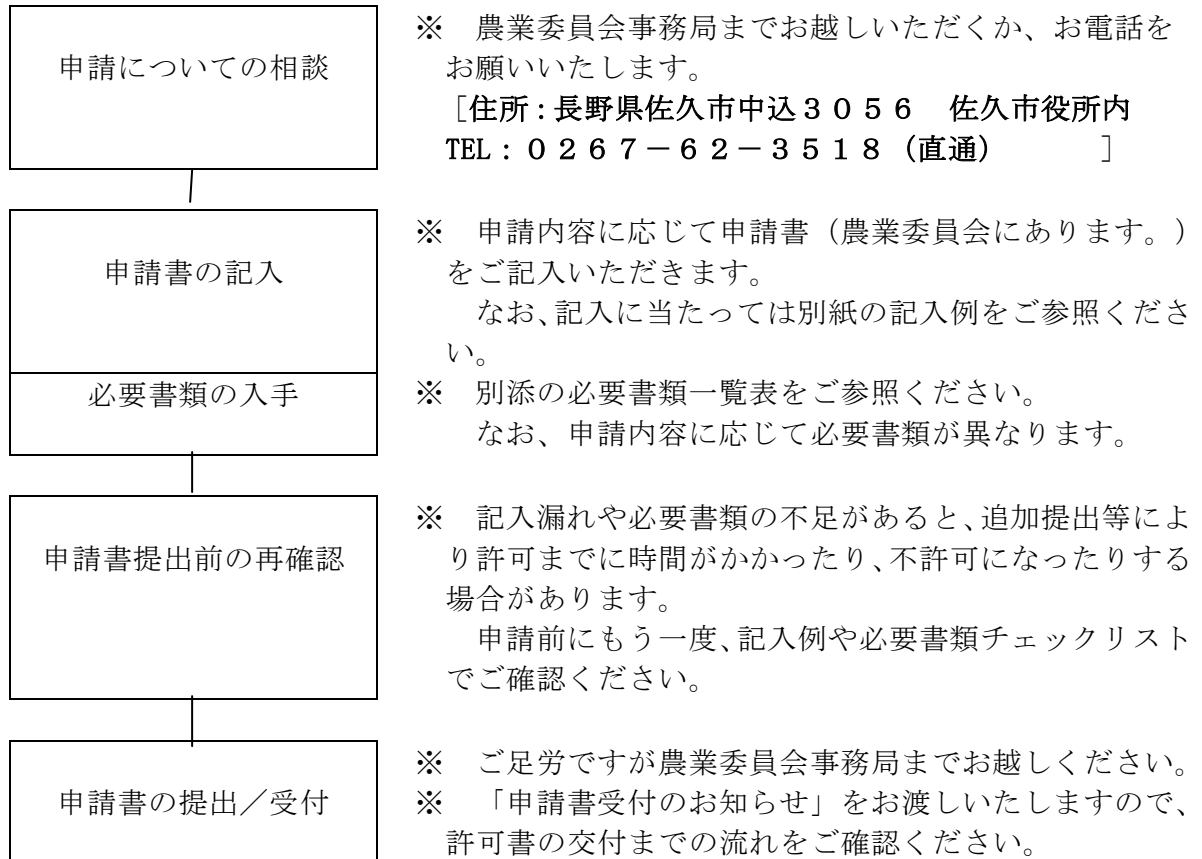 申請についての相談
※　農業委員会事務局までお越しいただくか、お電話を
お願いいたします。
［住所：長野県佐久市中込３０５６　佐久市役所内
TEL：０２６７－６２－３５１８（直通）　　　］
申請書の記入
※　申請内容に応じて申請書（農業委員会にあります。）
をご記入いただきます。
なお、記入に当たっては別紙の記入例をご参照くださ
い。
必要書類の入手
※　別添の必要書類一覧表をご参照ください。
なお、申請内容に応じて必要書類が異なります。
申請書提出前の再確認
※　記入漏れや必要書類の不足があると、追加提出等によ
り許可までに時間がかかったり、不許可になったりする
場合があります。
申請前にもう一度、記入例や必要書類チェックリスト
でご確認ください。
申請書の提出／受付
※　ご足労ですが農業委員会事務局までお越しください。
※　「申請書受付のお知らせ」をお渡しいたしますので、
許可書の交付までの流れをご確認ください。